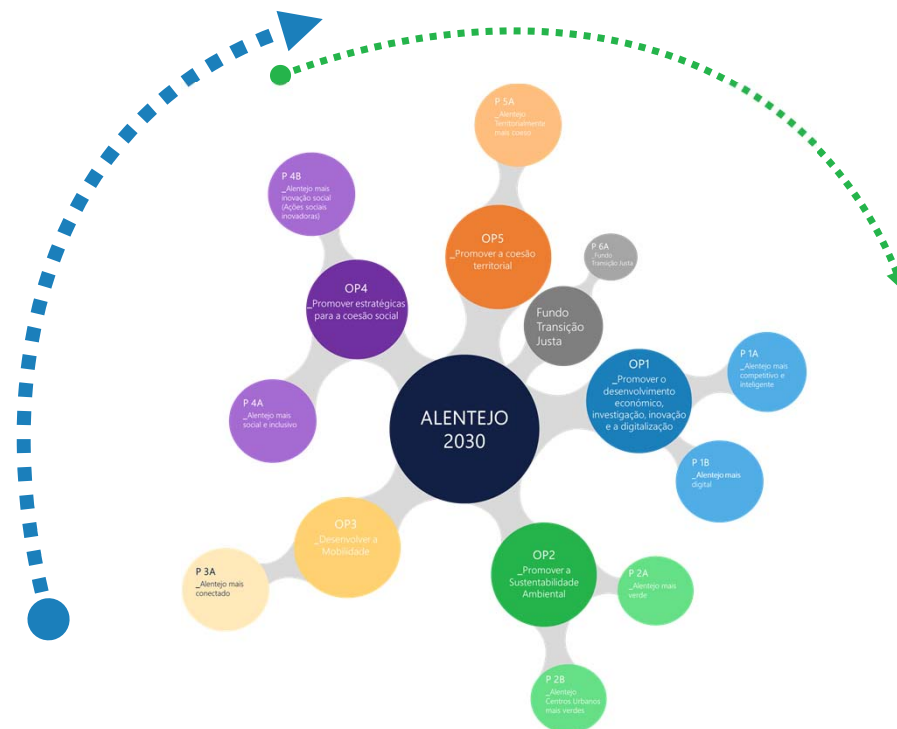 P 5A
_Alentejo
Territorialmente
mais coeso
P 4B
_Alentejo mais
inovação social
(Ações sociais
inovadoras)
OP5
_Promover a coesão
territorial
P 6A
_Fundo
Transição Justa
OP4
_Promover estratégicas
para a coesão social
Fundo
Transição
Justa
OP1
_Promover o
desenvolvimento
económico,
investigação, inovação
e a digitalização
P 1A
_Alentejo mais
competitivo e
inteligente
P 4A
_Alentejo mais
social e inclusivo
ALENTEJO
2030
P 1B
_Alentejo mais
digital
OP3
_Desenvolver a
Mobilidade
OP2
_Promover a
Sustentabilidade
Ambiental
P 3A
_Alentejo mais
conectado
P 2A
_Alentejo mais
verde
P 2B
_Alentejo
Centros Urbanos
mais verdes